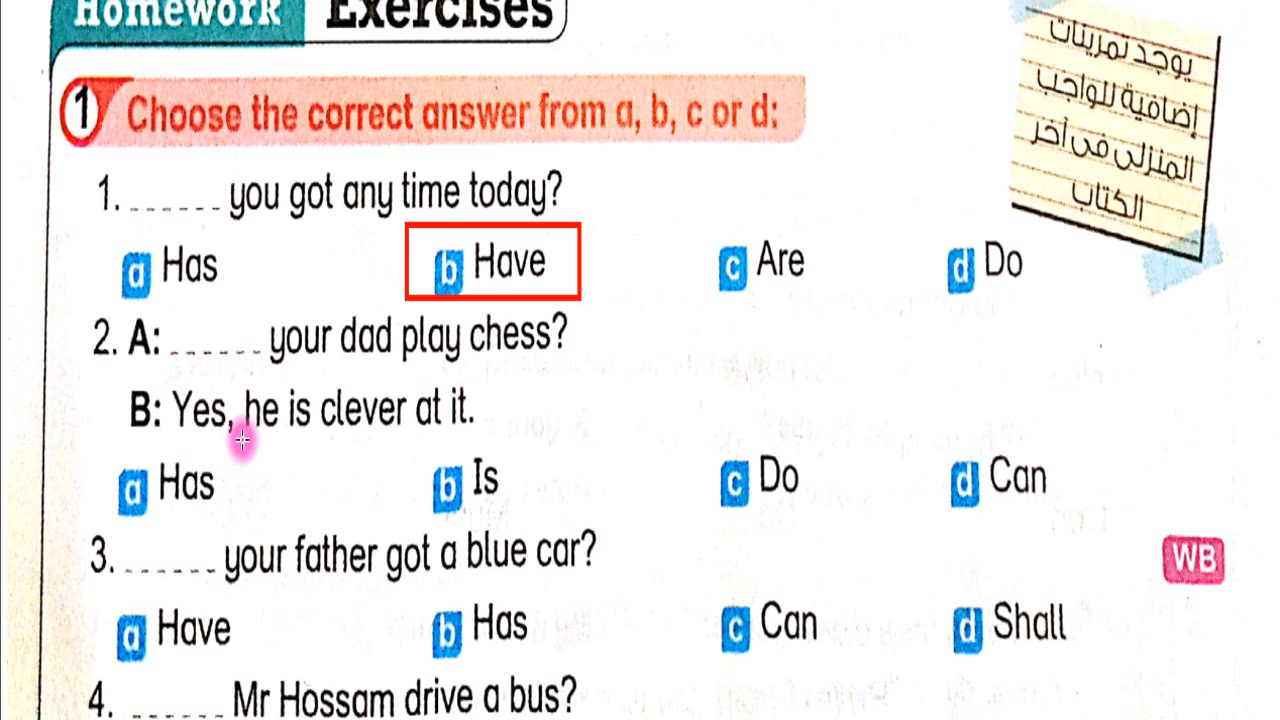 Homework Exercises
يوجد تمرينات
إضافية للواجب
المنزلى فى آخر
الكتاب
1 Choose the correct answer from a, b, c or d:
1. ------ you got any time today?
a Has b Have c Are d Do
2. A: ------ your dad play chess?
B: Yes, he is clever at it.
a Has b Is c Do d Can
3. ------ your father got a blue car?
WB
a Have b Has c Can d Shall
4. ------ Mr Hossam drive a bus?